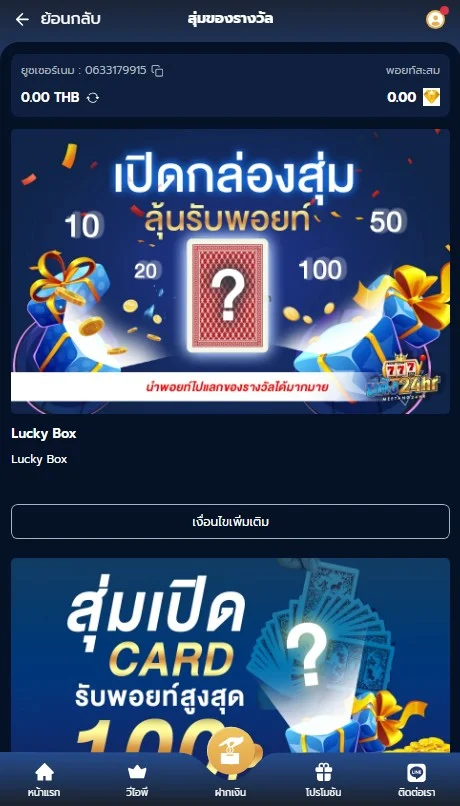 ย้อนกลับ
สุ่มของรางวัล
ยูซเซอร์เนม : 0633179915
พอยท์สะสม
0.00 THB
0.00
เปิดกล่องสุ่ม
ลุ้นรับพอยท์
10
50
20
100
?
นำพอยท์ไปแลกของรางวัลได้มากมาย
777
24hr
Lucky Box
Lucky Box
เงื่อนไขเพิ่มเติม
สุ่มเปิด
CARD
รับพอยท์สูงสุด
?
หน้าแรก
วีไอพี
ฝากเงิน
โปรโมชัน
LINE
ติดต่อเรา